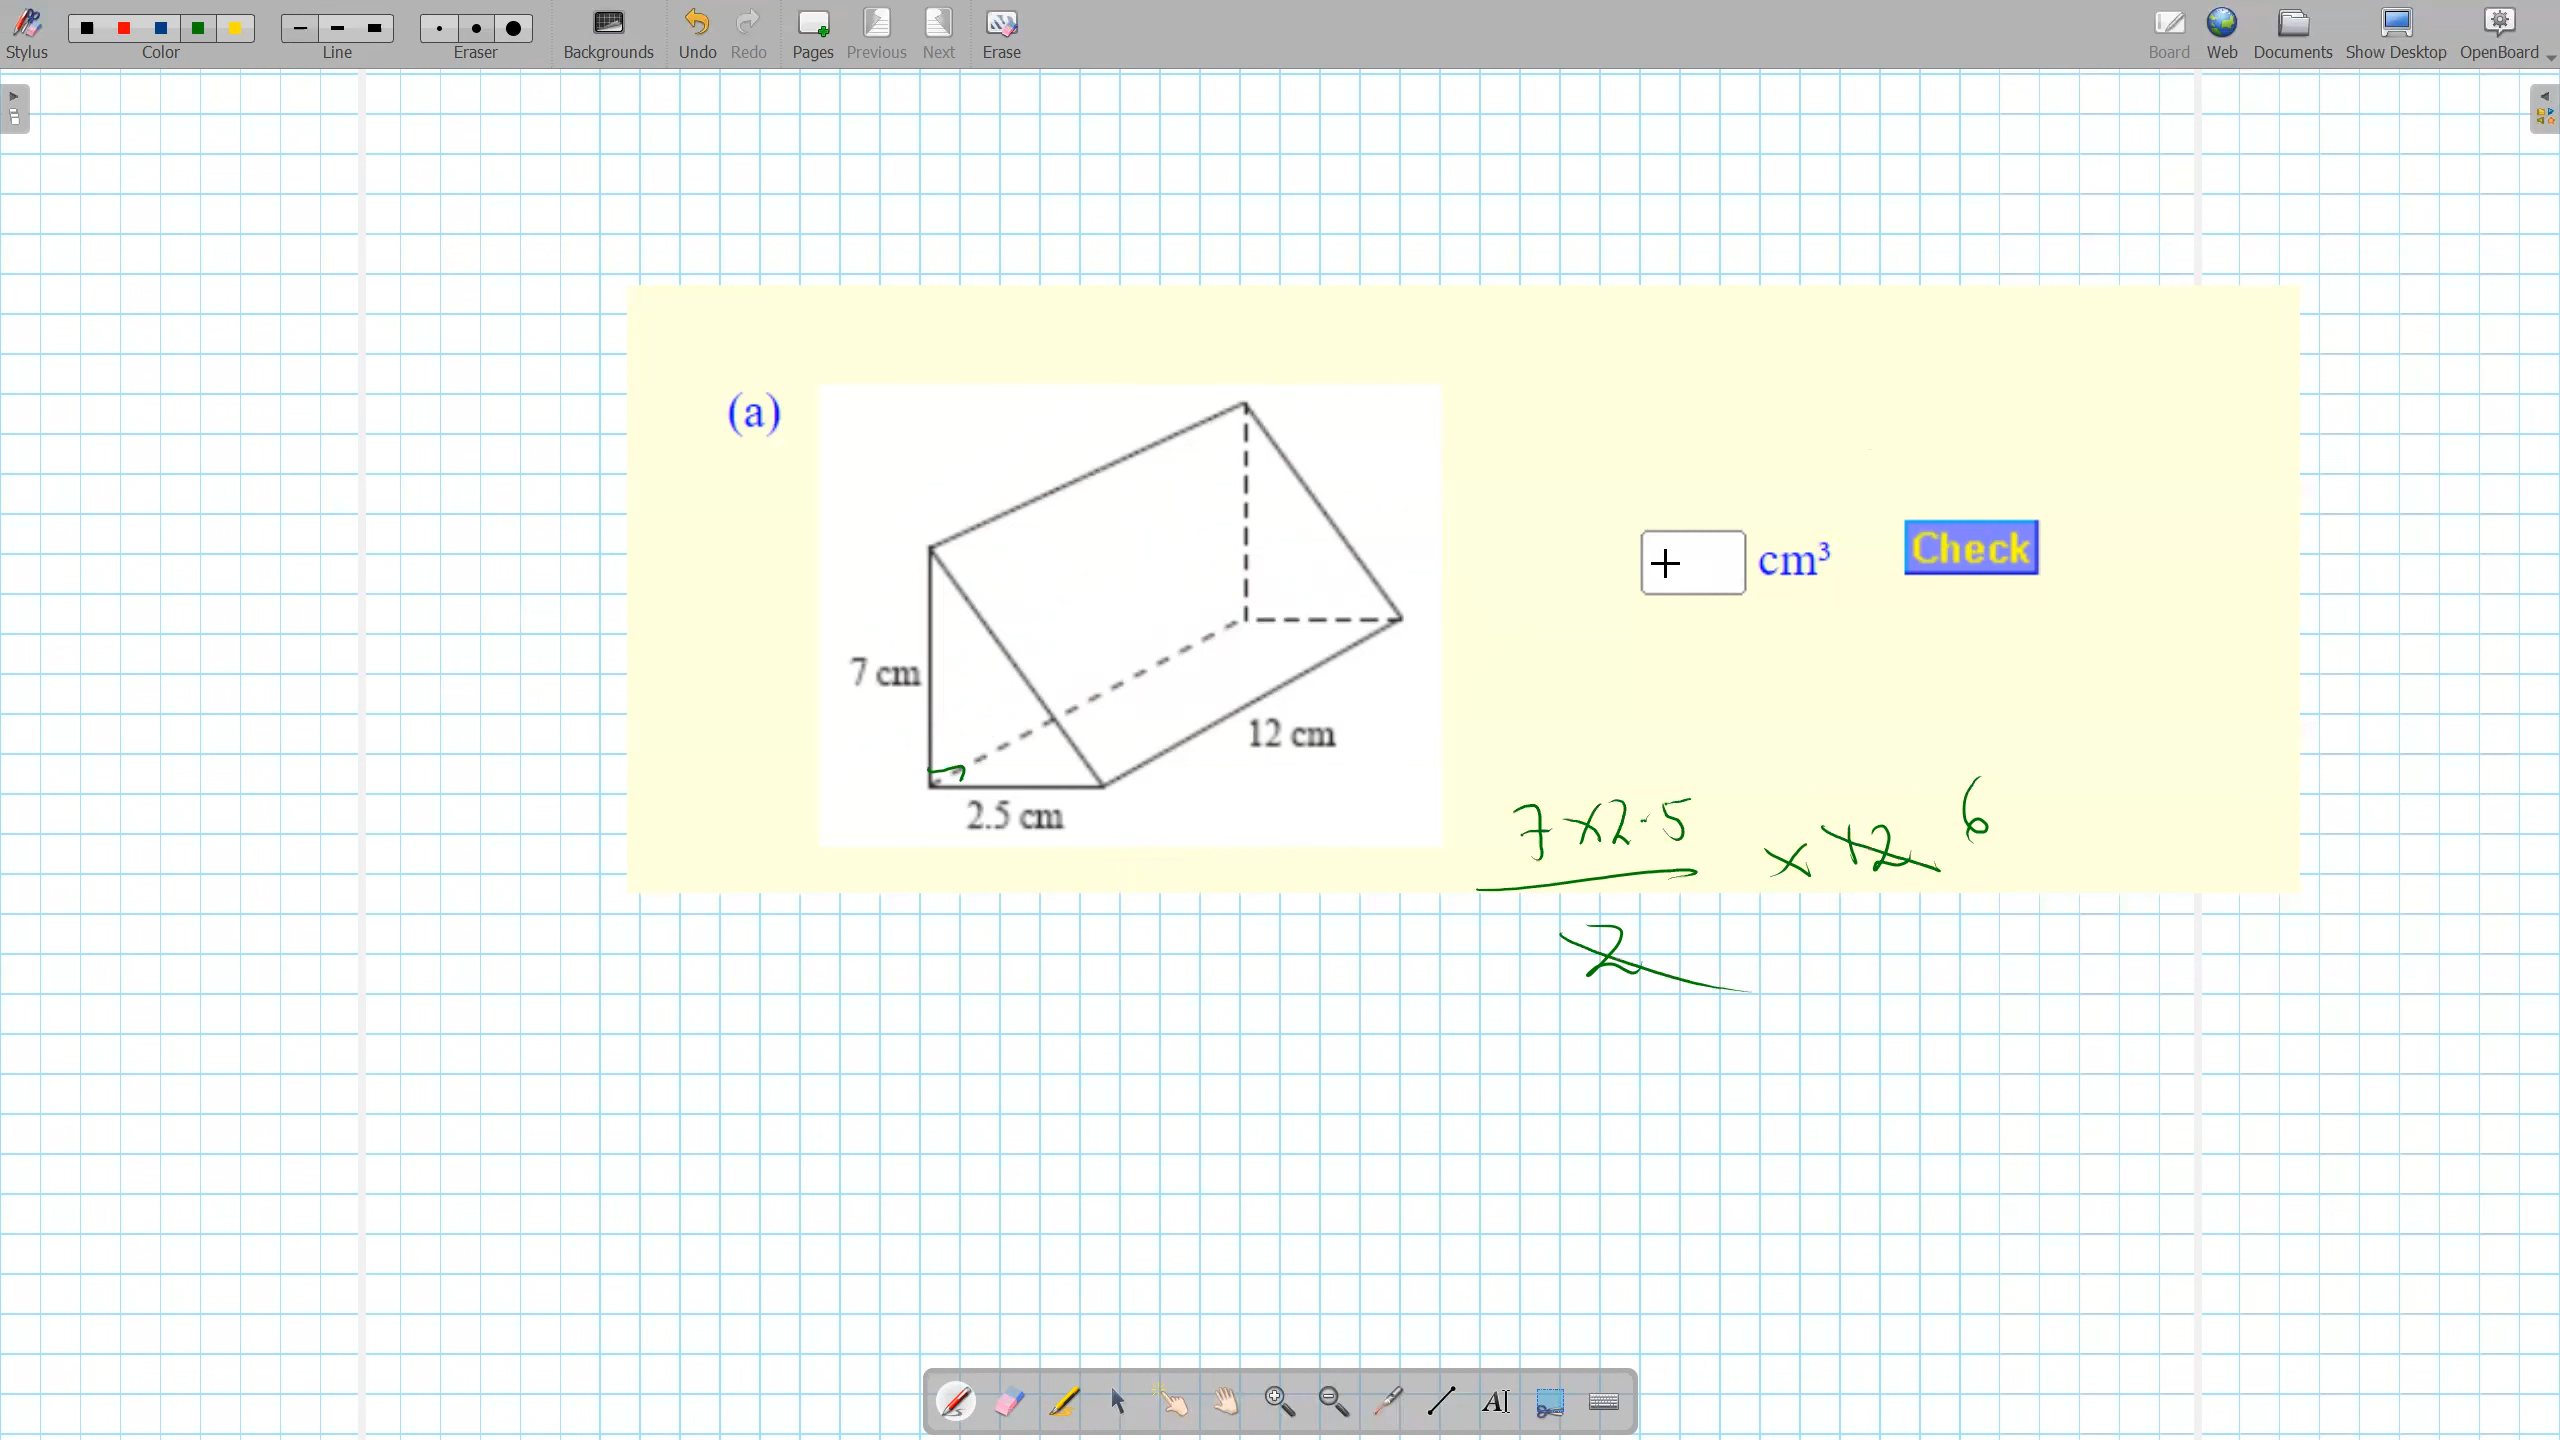 Stylus Color Line Eraser Backgrounds Undo Redo Pages Previous Next Erase Board Web Documents Show Desktop OpenBoard
(a)
cm³ Check
7 cm
12 cm
2.5 cm
7 × 2.5 × 12 6
2
AI